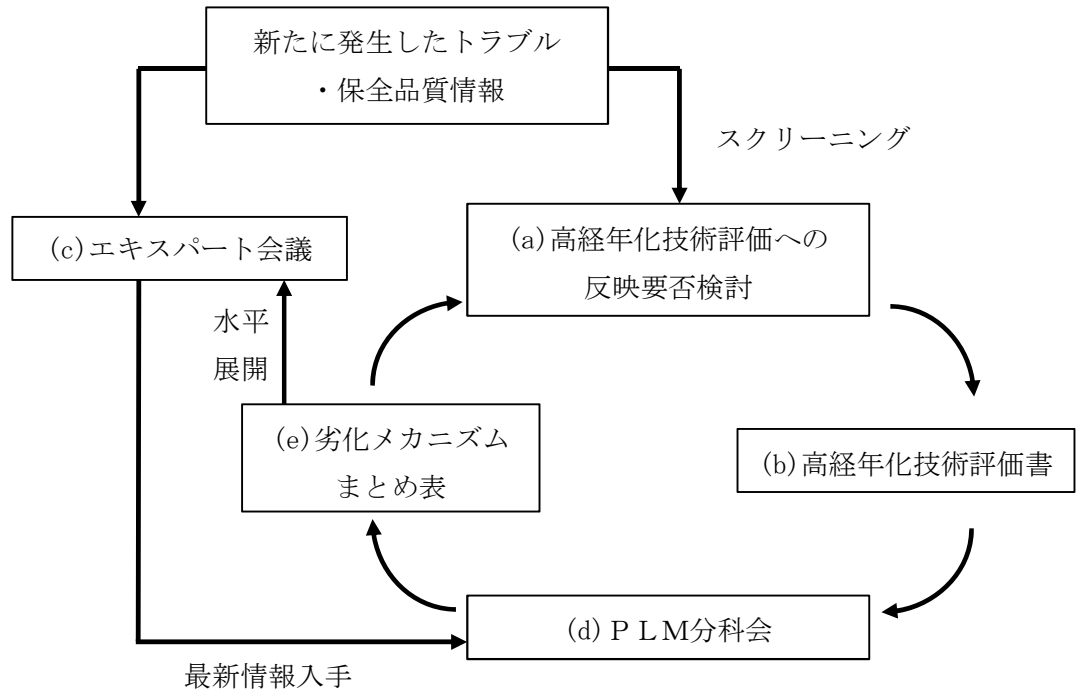 新たに発生したトラブル
・保全品質情報
スクリーニング
(c)エキスパート会議
(a)高経年化技術評価への
反映要否検討
水平
展開
(e)劣化メカニズム
まとめ表
(b)高経年化技術評価書
(d)ＰＬＭ分科会
最新情報入手